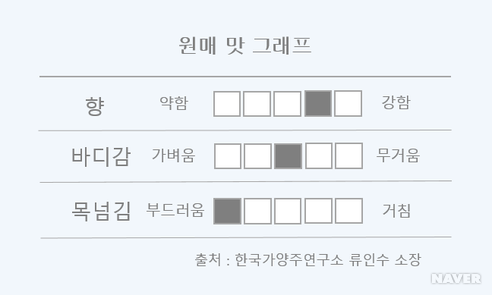 원매 맛 그래프
향 약함 강함
바디감 가벼움 무거움
목넘김 부드러움 거침
출처 : 한국가양주연구소 류인수 소장
NAVER